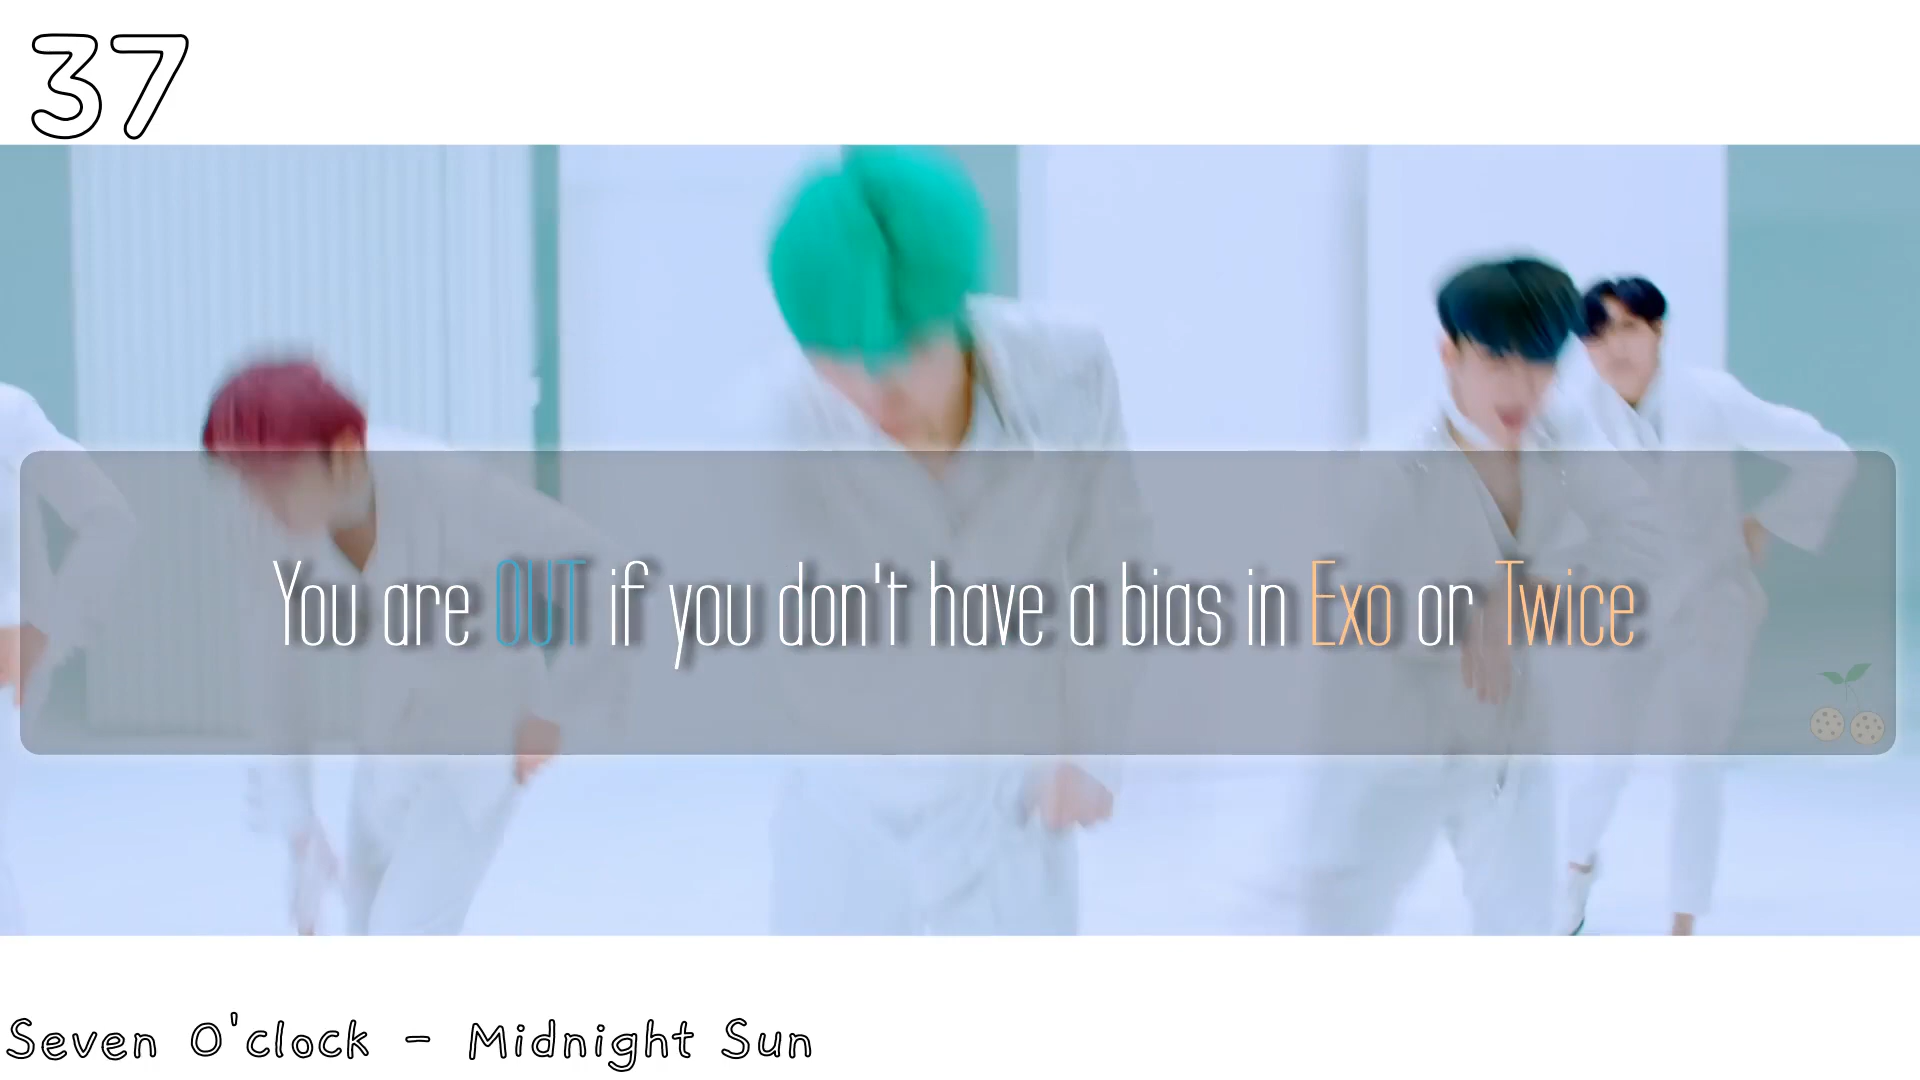 37
You are OUT if you don't have a bias in Exo or Twice
Seven O'clock - Midnight Sun